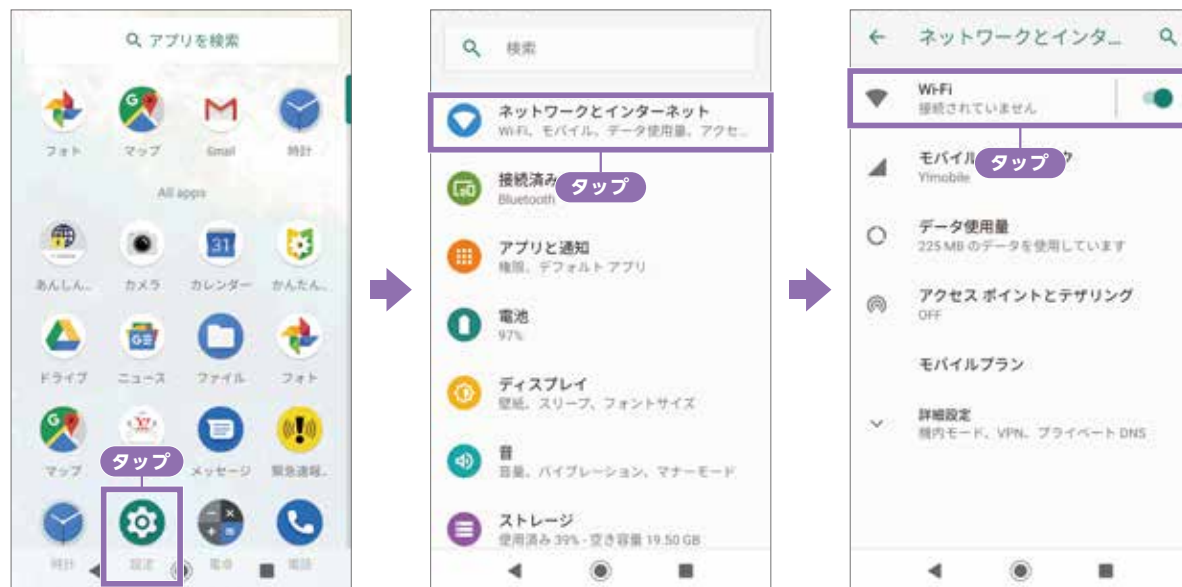 アプリを検索
フォト
マップ
Gmail
時計
All apps
31
あんしん..
カメラ
カレンダー
かんたん..
GE
ドライブ
ニュース
ファイル
フォト
Y!
マップ
タップ
メッセージ
緊急速報..
時計
設定
電卓
電話
検索
ネットワークとインターネット
Wi-Fi、モバイル、データ使用量、アクセ...
タップ
接続済み
Bluetooth
アプリと通知
権限、デフォルト アプリ
電池
97%
ディスプレイ
壁紙、スリープ、フォントサイズ
音
音量、バイブレーション、マナーモード
ストレージ
使用済み 39% - 空き容量 19.50 GB
ネットワークとインタ...
Wi-Fi
接続されていません
タップ
モバイル
ク
Y!mobile
データ使用量
225 MB のデータを使用しています
アクセス ポイントとテザリング
OFF
モバイルプラン
詳細設定
機内モード、VPN、プライベート DNS